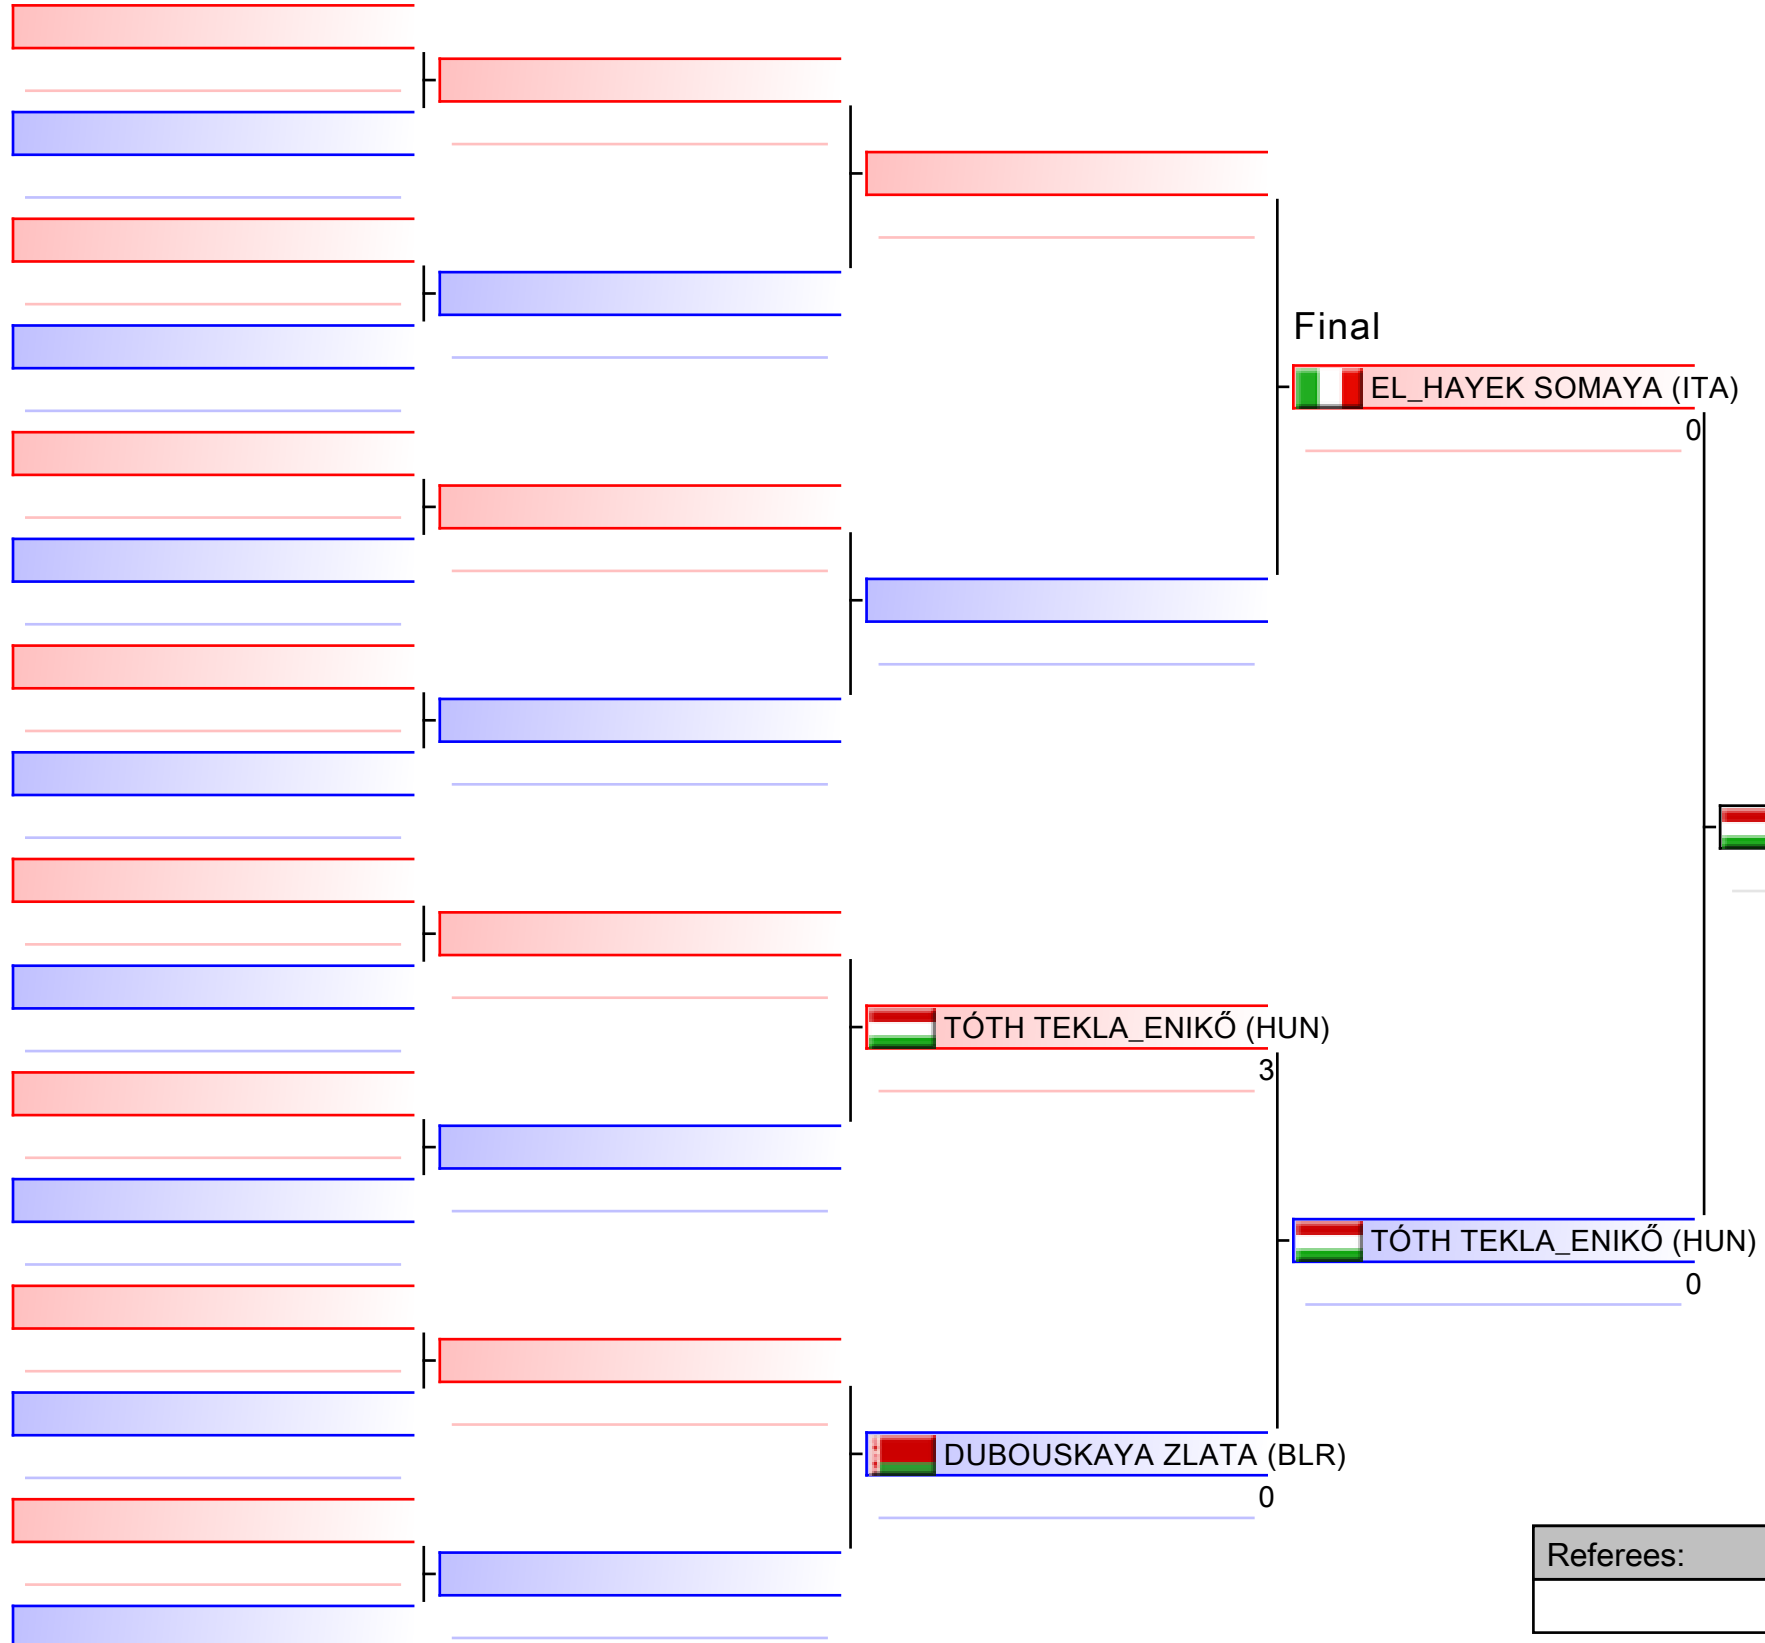 Final
EL_HAYEK SOMAYA (ITA)
0
TÓTH TEKLA_ENIKŐ (HUN)
3
TÓTH TEKLA_ENIKŐ (HUN)
0
DUBOUSKAYA ZLATA (BLR)
0
Referees: